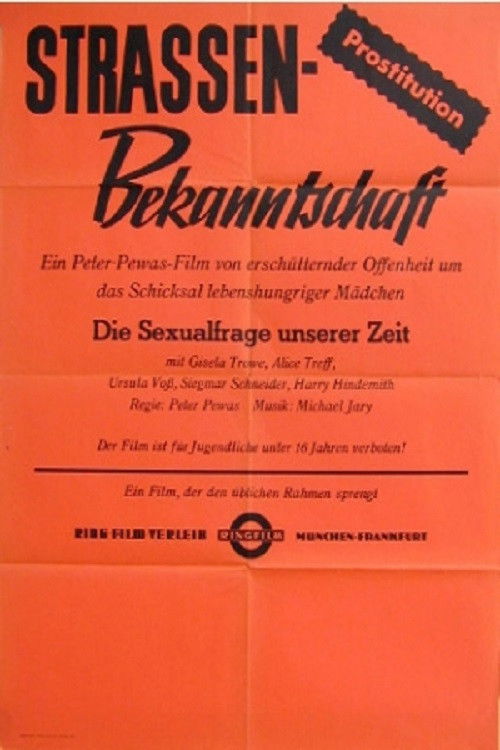 STRASSEN-
Prostitution
Bekanntschaft
Ein Peter-Pewas-Film von erschütternder Offenheit um
das Schicksal lebenshungriger Mädchen
Die Sexualfrage unserer Zeit
mit Gisela Trowe, Alice Treff,
Ursula Voß, Siegmar Schneider, Harry Hindemith
Regie: Peter Pewas Musik: Michael Jary
Der Film ist für Jugendliche unter 16 Jahren verboten!
Ein Film, der den üblichen Rahmen sprengt
RING-FILM VERLEIH RINGFILM MÜNCHEN-FRANKFURT